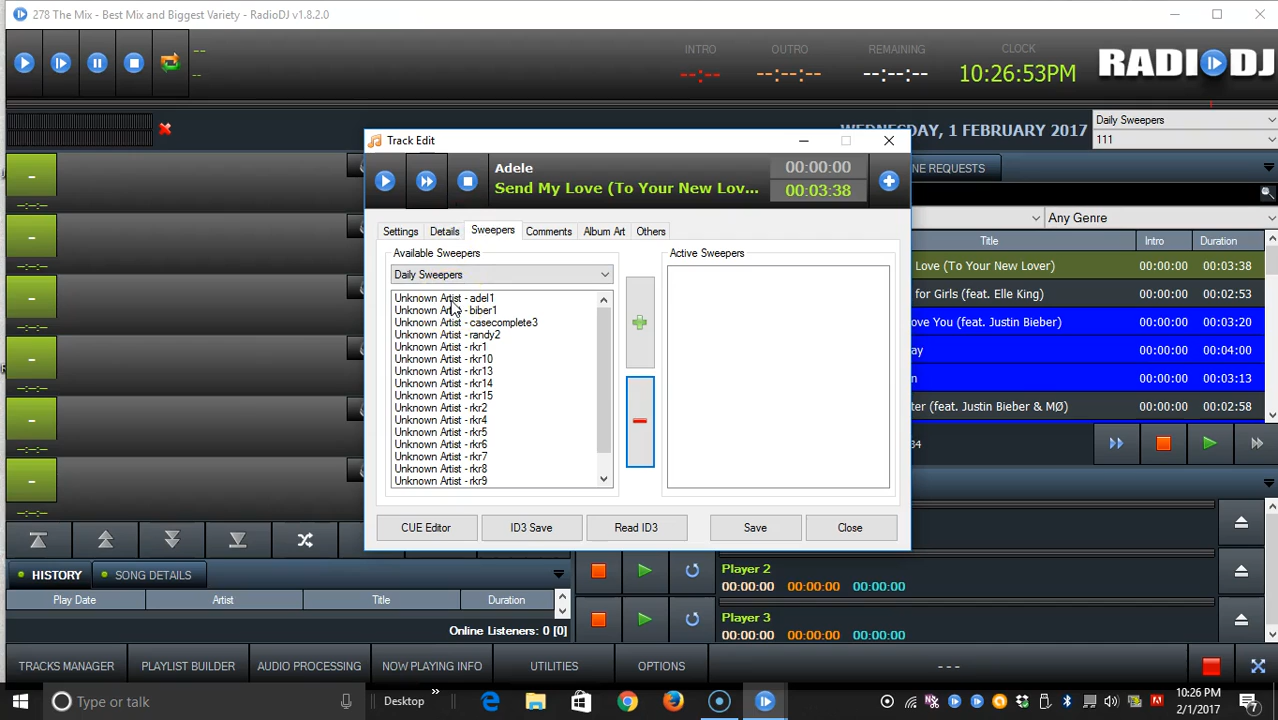 278 The Mix - Best Mix and Biggest Variety - RadioDJ v1.8.2.0
INTRO OUTRO REMAINING CLOCK
--:-- --:--:-- --:--:-- 10:26:53PM
RADIODJ
WEDNESDAY, 1 FEBRUARY 2017
Daily Sweepers
111
Track Edit
Adele
Send My Love (To Your New Lov...
00:00:00
00:03:38
NE REQUESTS
Any Genre
Settings Details Sweepers Comments Album Art Others
Available Sweepers
Active Sweepers
Daily Sweepers
Unknown Artist - adel1
Unknown Artist - biber1
Unknown Artist - casecomplete3
Unknown Artist - randy2
Unknown Artist - rkr1
Unknown Artist - rkr10
Unknown Artist - rkr13
Unknown Artist - rkr14
Unknown Artist - rkr15
Unknown Artist - rkr2
Unknown Artist - rkr4
Unknown Artist - rkr5
Unknown Artist - rkr6
Unknown Artist - rkr7
Unknown Artist - rkr8
Unknown Artist - rkr9
CUE Editor ID3 Save Read ID3 Save Close
Title Intro Duration
Love (To Your New Lover) 00:00:00 00:03:38
for Girls (feat. Elle King) 00:00:00 00:03:09
ove You (feat. Justin Bieber) 00:00:00 00:03:22
ay 00:00:00 00:04:00
n 00:00:00 00:03:13
ter (feat. Justin Bieber & MØ) 00:00:00 00:02:58
34
HISTORY SONG DETAILS
Play Date Artist Title Duration
Online Listeners: 0 [0]
00:00:00
Player 2
00:00:00 00:00:00 00:00:00
Player 3
00:00:00 00:00:00 00:00:00
TRACKS MANAGER PLAYLIST BUILDER AUDIO PROCESSING NOW PLAYING INFO UTILITIES OPTIONS ---
Type or talk
Desktop
10:26 PM
2/1/2017
7